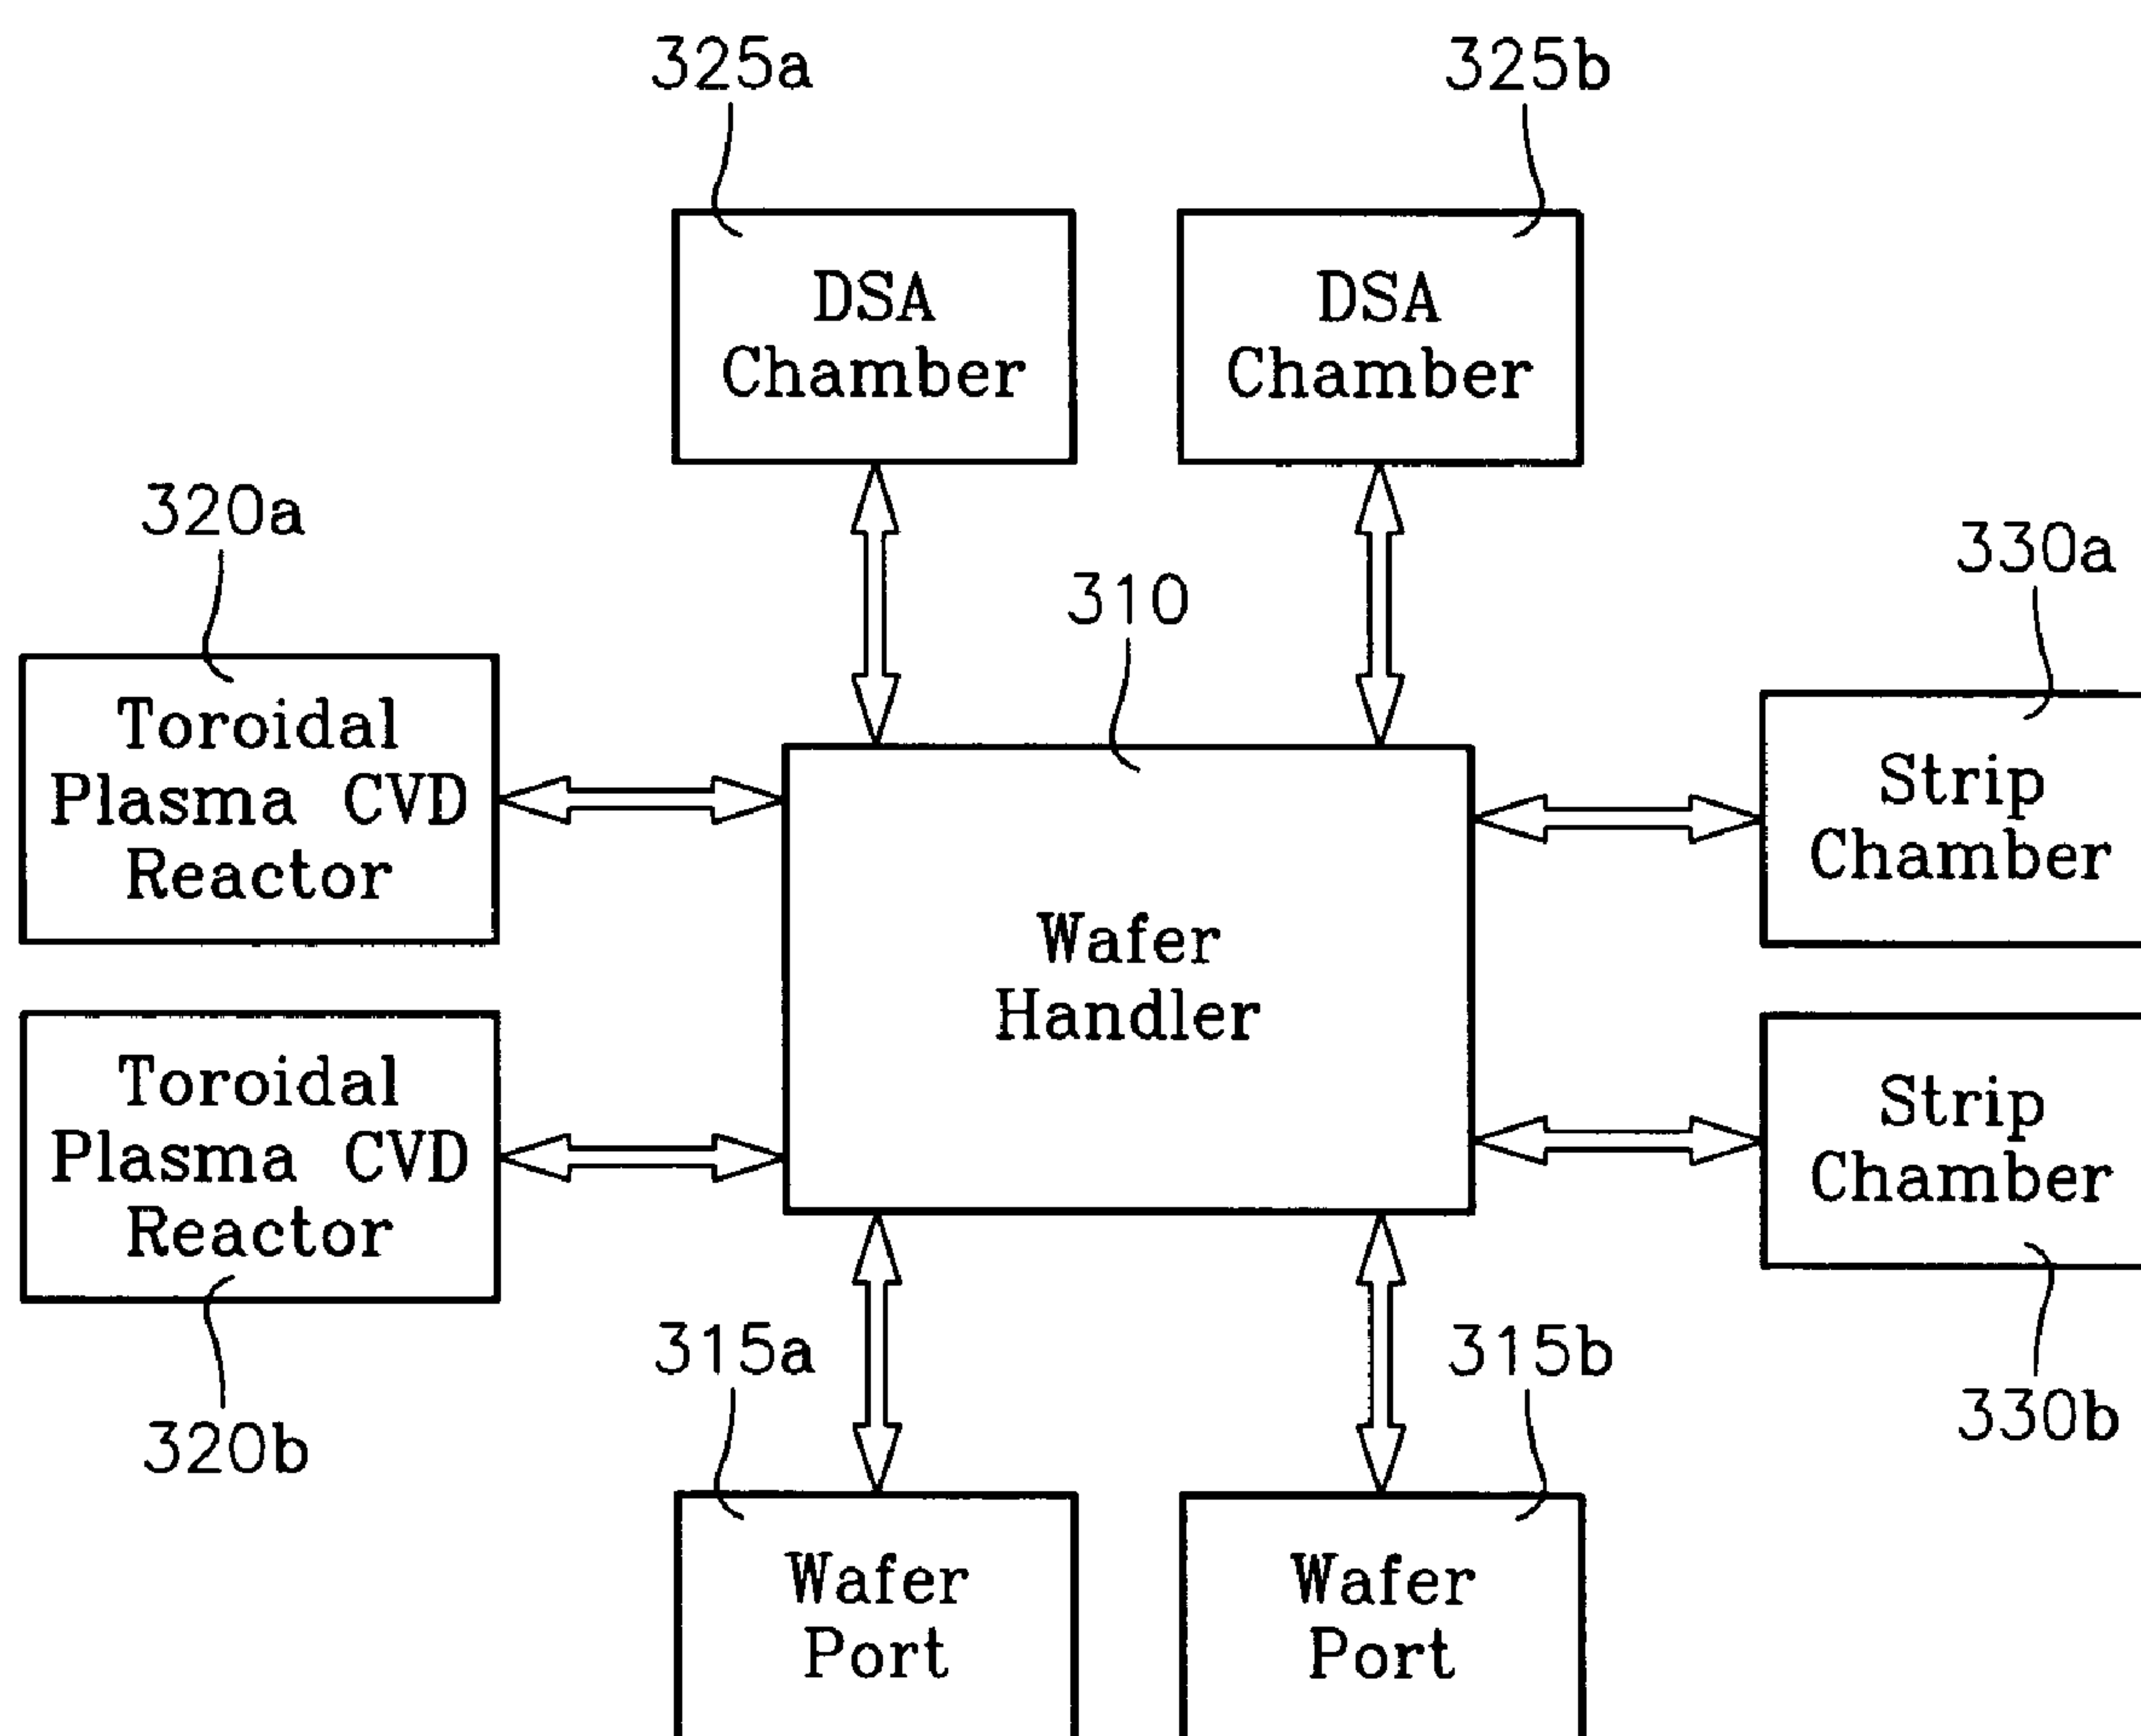 325a
325b
DSA
Chamber
DSA
Chamber
320a
310
330a
Toroidal
Plasma CVD
Reactor
Strip
Chamber
Wafer
Handler
Toroidal
Plasma CVD
Reactor
Strip
Chamber
315a
315b
320b
330b
Wafer
Port
Wafer
Port